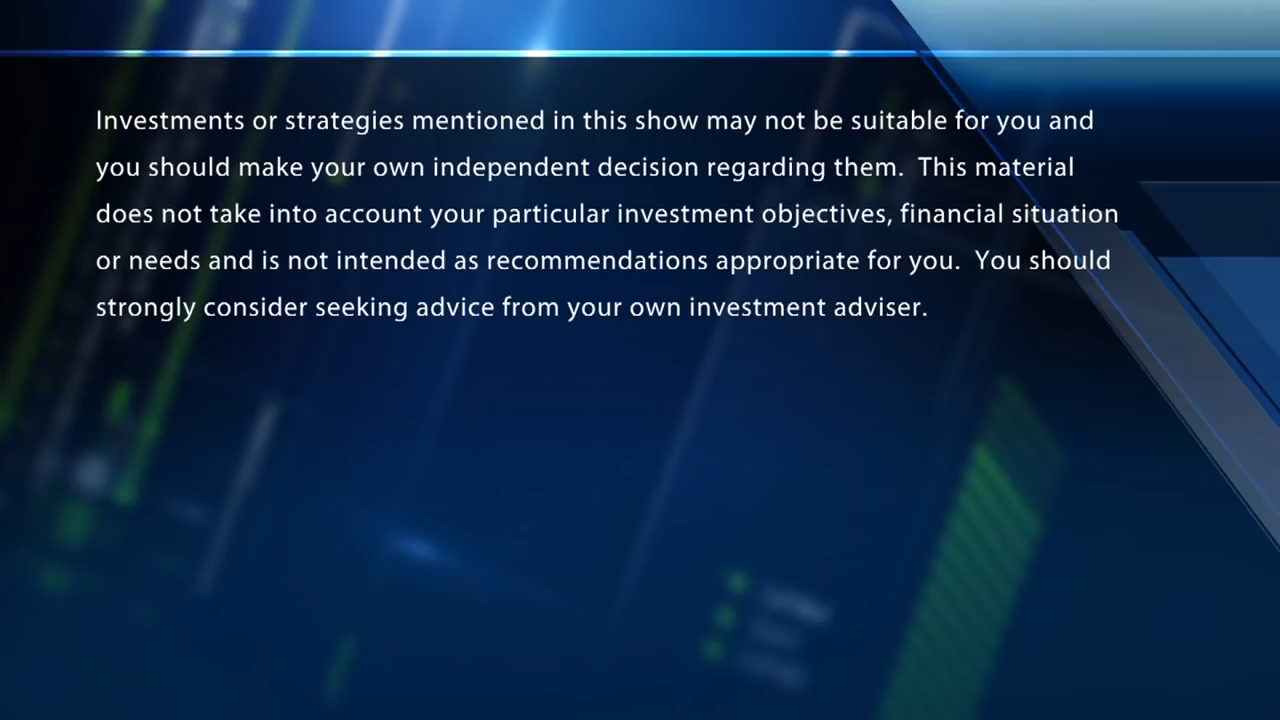 Investments or strategies mentioned in this show may not be suitable for you and
you should make your own independent decision regarding them.  This material
does not take into account your particular investment objectives, financial situation
or needs and is not intended as recommendations appropriate for you.  You should
strongly consider seeking advice from your own investment adviser.